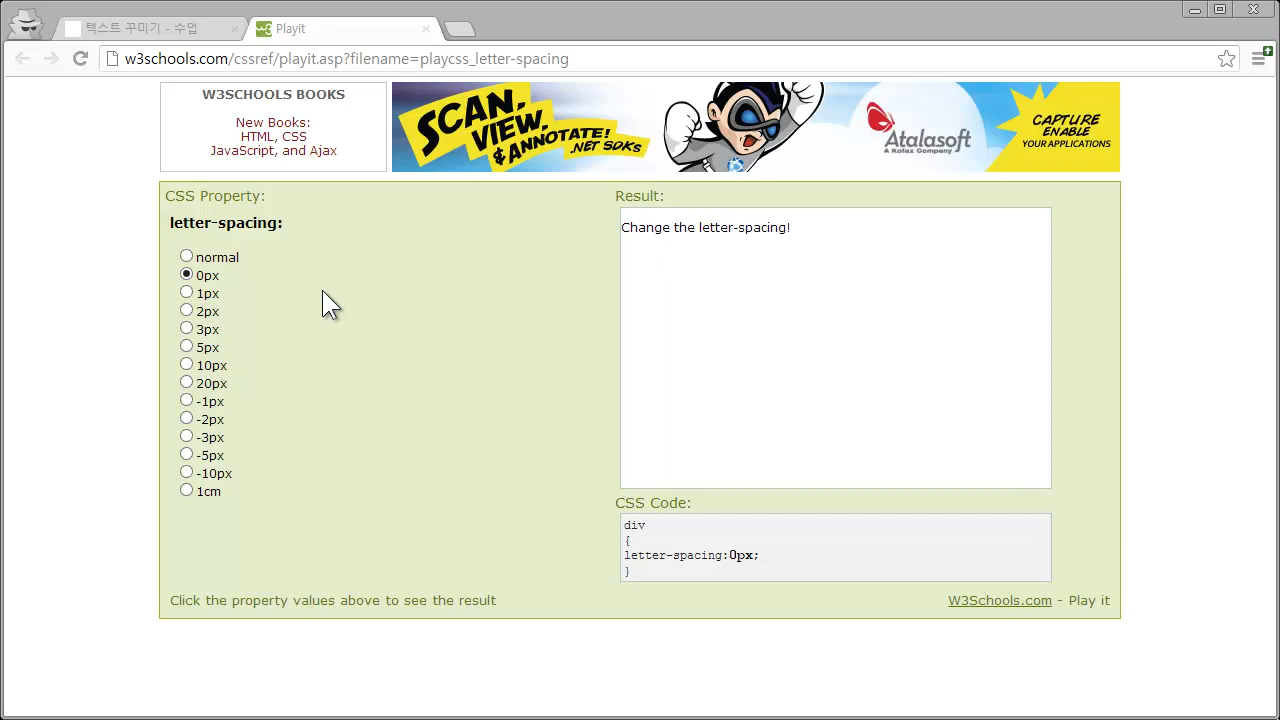 텍스트 꾸미기 - 수업
Playit
w3schools.com/cssref/playit.asp?filename=playcss_letter-spacing
W3SCHOOLS BOOKS
New Books:
HTML, CSS
JavaScript, and Ajax
SCAN,
VIEW,
& ANNOTATE!
.NET SDKs
Atalasoft
A Kofax Company
CAPTURE
ENABLE
YOUR APPLICATIONS
CSS Property:
letter-spacing:
normal
0px
1px
2px
3px
5px
10px
20px
-1px
-2px
-3px
-5px
-10px
1cm
Result:
Change the letter-spacing!
CSS Code:
div
{
letter-spacing:0px;
}
Click the property values above to see the result
W3Schools.com - Play it